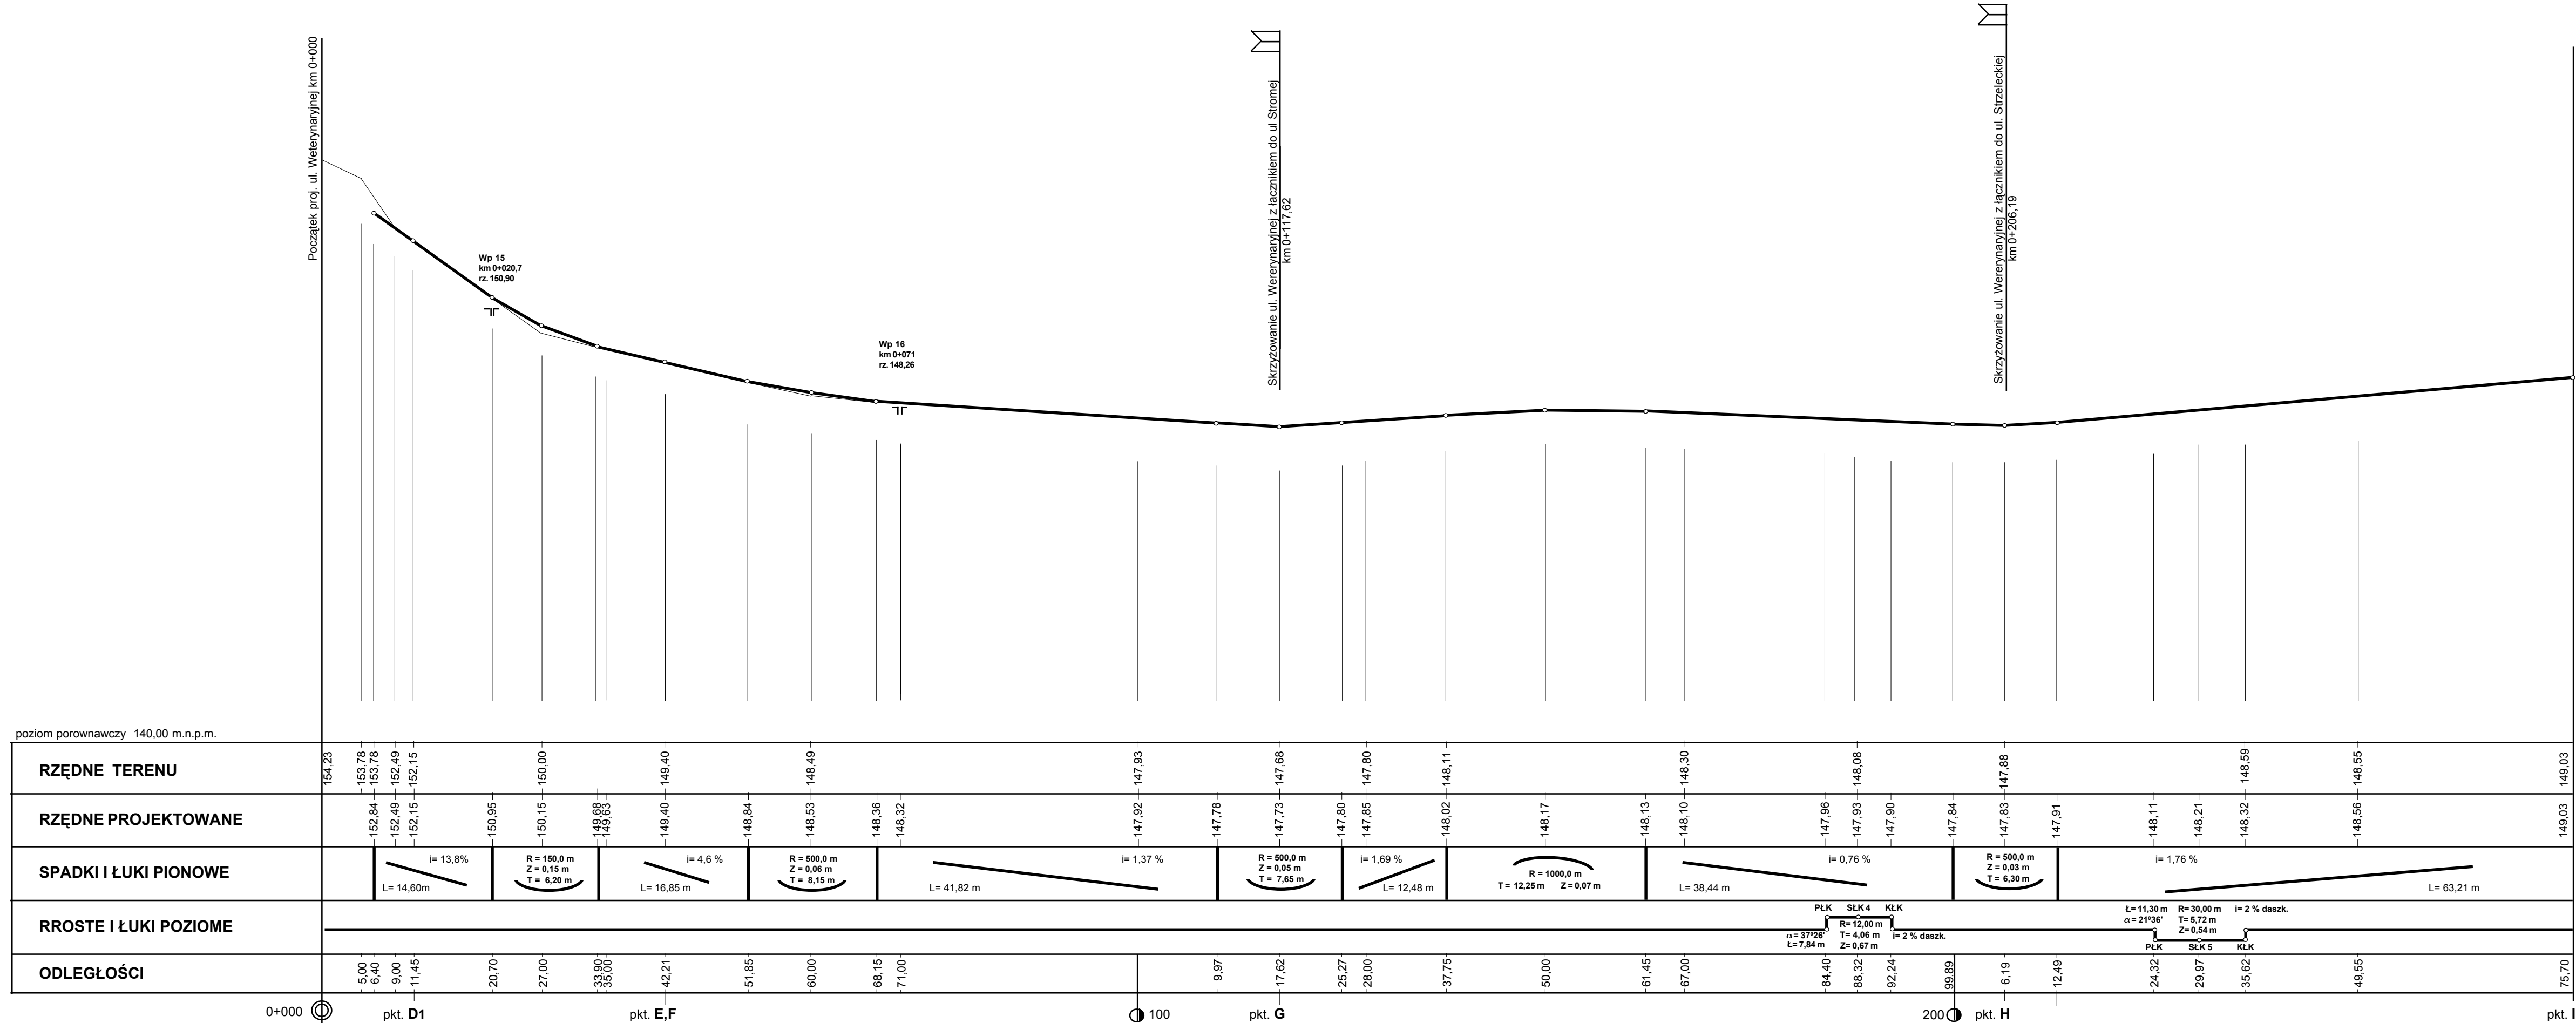 Początek proj. ul. Weterynaryjnej km 0+000
Wp 15
km 0+020,7
rz. 150,90
Wp 16
km 0+071
rz. 148,26
Skrzyżowanie ul. Wererynaryjnej z łacznikiem do ul Stromej
km 0+117,62
Skrzyżowanie ul. Wererynaryjnej z łącznikiem do ul. Strzeleckiej
km 0+206,19
poziom porownawczy 140,00 m.n.p.m.
RZĘDNE TERENU
154,23 153,78 153,78 152,49 152,15 150,00 149,40 148,49 147,93 147,68 147,80 148,11 148,30 148,08 147,88 148,59 148,55 149,03
RZĘDNE PROJEKTOWANE
152,84 152,49 152,15 150,95 150,15 149,68 149,63 149,40 148,84 148,53 148,36 148,32 147,92 147,78 147,73 147,80 147,85 148,02 148,17 148,13 148,10 147,96 147,93 147,90 147,84 147,83 147,91 148,11 148,21 148,32 148,56 149,03
SPADKI I ŁUKI PIONOWE
i= 13,8%
L= 14,60m
R = 150,0 m
Z = 0,15 m
T = 6,20 m
i= 4,6 %
L= 16,85 m
R = 500,0 m
Z = 0,06 m
T = 8,15 m
i= 1,37 %
L= 41,82 m
R = 500,0 m
Z = 0,05 m
T = 7,65 m
i= 1,69 %
L= 12,48 m
R = 1000,0 m
T = 12,25 m Z = 0,07 m
i= 0,76 %
L= 38,44 m
R = 500,0 m
Z = 0,03 m
T = 6,30 m
i= 1,76 %
L= 63,21 m
RROSTE I ŁUKI POZIOME
PŁK SŁK 4 KŁK
α= 37°26'
Ł= 7,84 m
R= 12,00 m
T= 4,06 m
Z= 0,67 m
i= 2 % daszk.
Ł= 11,30 m R= 30,00 m i= 2 % daszk.
α= 21°36' T= 5,72 m
Z= 0,54 m
PŁK SŁK 5 KŁK
ODLEGŁOŚCI
5,00 6,40 9,00 11,45 20,70 27,00 33,90 35,00 42,21 51,85 60,00 68,15 71,00 9,97 17,62 25,27 28,00 37,75 50,00 61,45 67,00 84,40 88,32 92,24 99,89 6,19 12,49 24,32 29,97 35,62 49,55 75,70
0+000 pkt. D1 pkt. E,F 100 pkt. G 200 pkt. H pkt. I